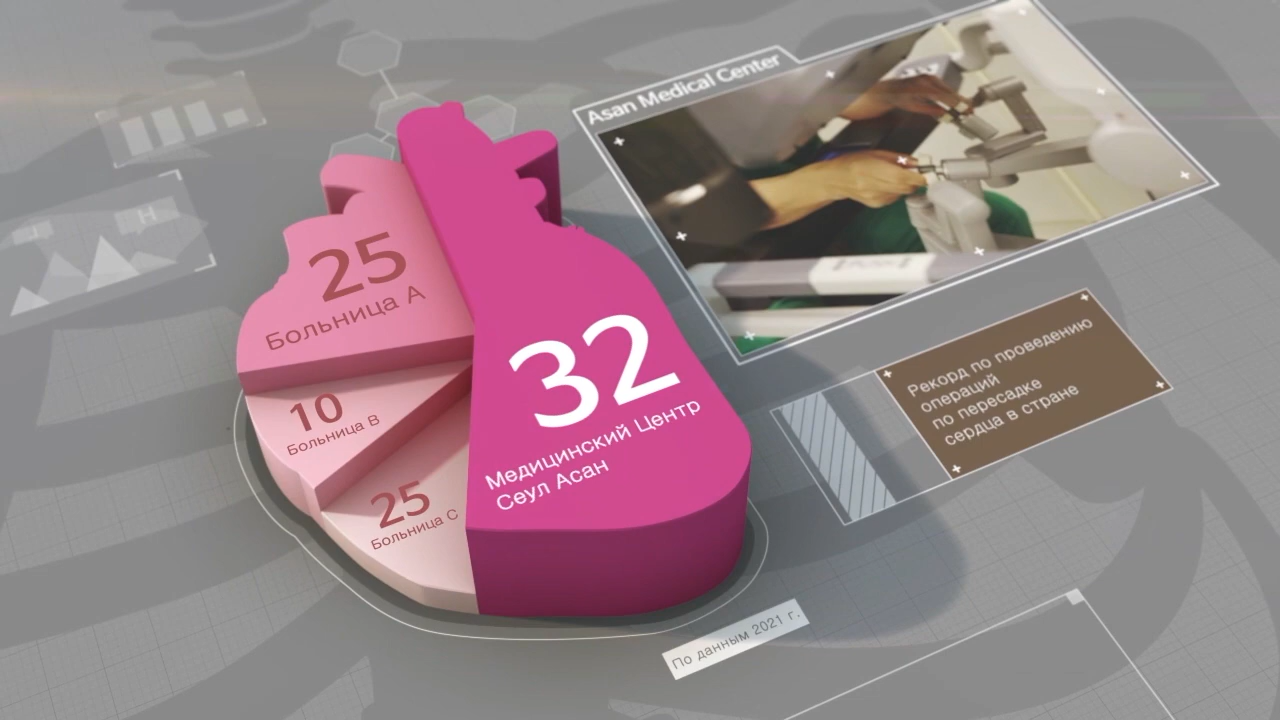 Asan Medical Center
H
25
Больница А
32
Медицинский Центр
Сеул Асан
10
Больница В
25
Больница С
Рекорд по проведению
операций
по пересадке
сердца в стране
По данным 2021 г.